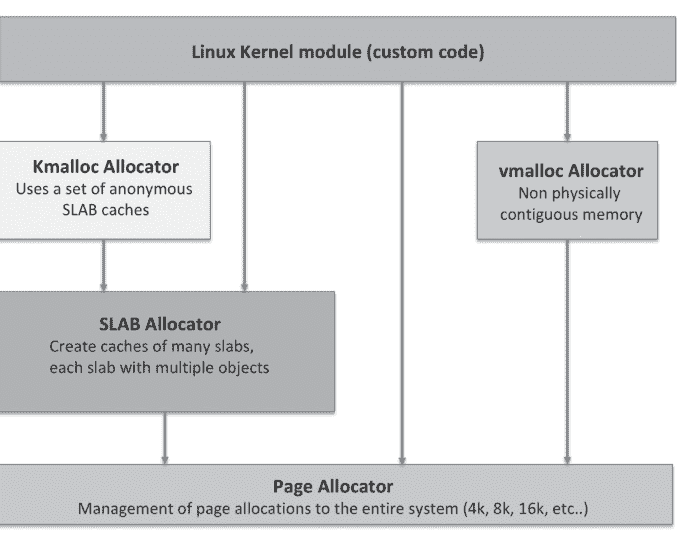 Linux Kernel module (custom code)
Kmalloc Allocator
Uses a set of anonymous
SLAB caches
vmalloc Allocator
Non physically
contiguous memory
SLAB Allocator
Create caches of many slabs,
each slab with multiple objects
Page Allocator
Management of page allocations to the entire system (4k, 8k, 16k, etc..)